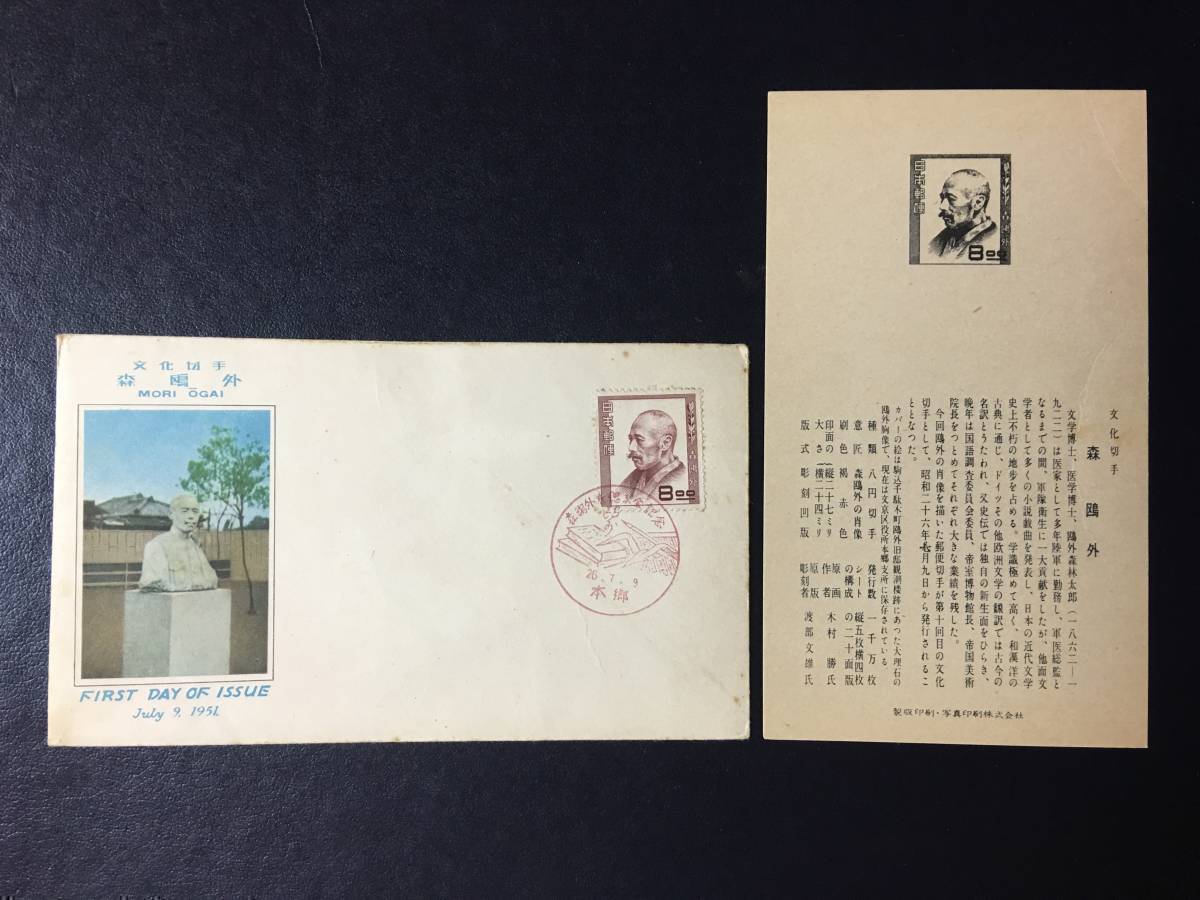 文化切手
森鴎外
MORI ŌGAI
FIRST DAY OF ISSUE
July 9, 1951.
日本郵便
8.00
26.7.9
本郷
日本郵便
8.00
文化切手
森鴎外
文学博士、医学博士、鴎外森林太郎(一八六二―一
九二二)は医家として多年陸軍に勤務し、軍医総監と
なるまでの間、軍隊衛生に一大貢献をしたが、他面文
学者として多くの小説戯曲を発表し、日本の近代文学
史上不朽の地歩を占める。学識極めて高く、和漢洋の
古典に通じ、ドイツその他欧洲文学の飜訳では古今の
名訳とうたわれ、又史伝では独自の新生面をひらき、
晩年は国語調査委員会委員、帝室博物館長、帝国美術
院長をつとめてそれぞれ大きな業績を残した。
今回鴎外の肖像を描いた郵便切手が第十回目の文化
切手として、昭和二十六年七月九日から発行されるこ
ととなつた。
カバーの絵は駒込千駄木町鴎外旧邸観潮楼跡にあつた大理石の
鴎外胸像で、現在は文京区役所本郷支所に保存されている
種類 八円切手
意匠 森鴎外の肖像
刷色 褐赤色
印面の大さ 縦二十七ミリ 横二十四ミリ
版式 彫刻凹版
発行数 一千万枚
シートの構成 縦五枚横四枚の二十面版
原画作者 木村勝氏
原版彫刻者 渡部文雄氏
製版印刷・写真印刷株式会社